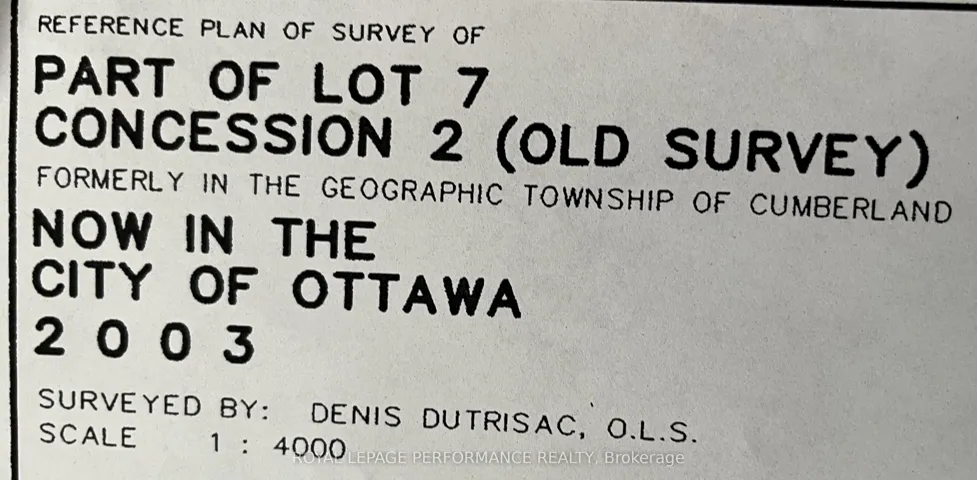 REFERENCE PLAN OF SURVEY OF
PART OF LOT 7
CONCESSION 2 (OLD SURVEY)
FORMERLY IN THE GEOGRAPHIC TOWNSHIP OF CUMBERLAND
NOW IN THE
CITY OF OTTAWA
2 0 0 3
SURVEYED BY: DENIS DUTRISAC, O.L.S.
SCALE 1 : 4000
ROYAL LEPAGE PERFORMANCE REALTY, Brokerage